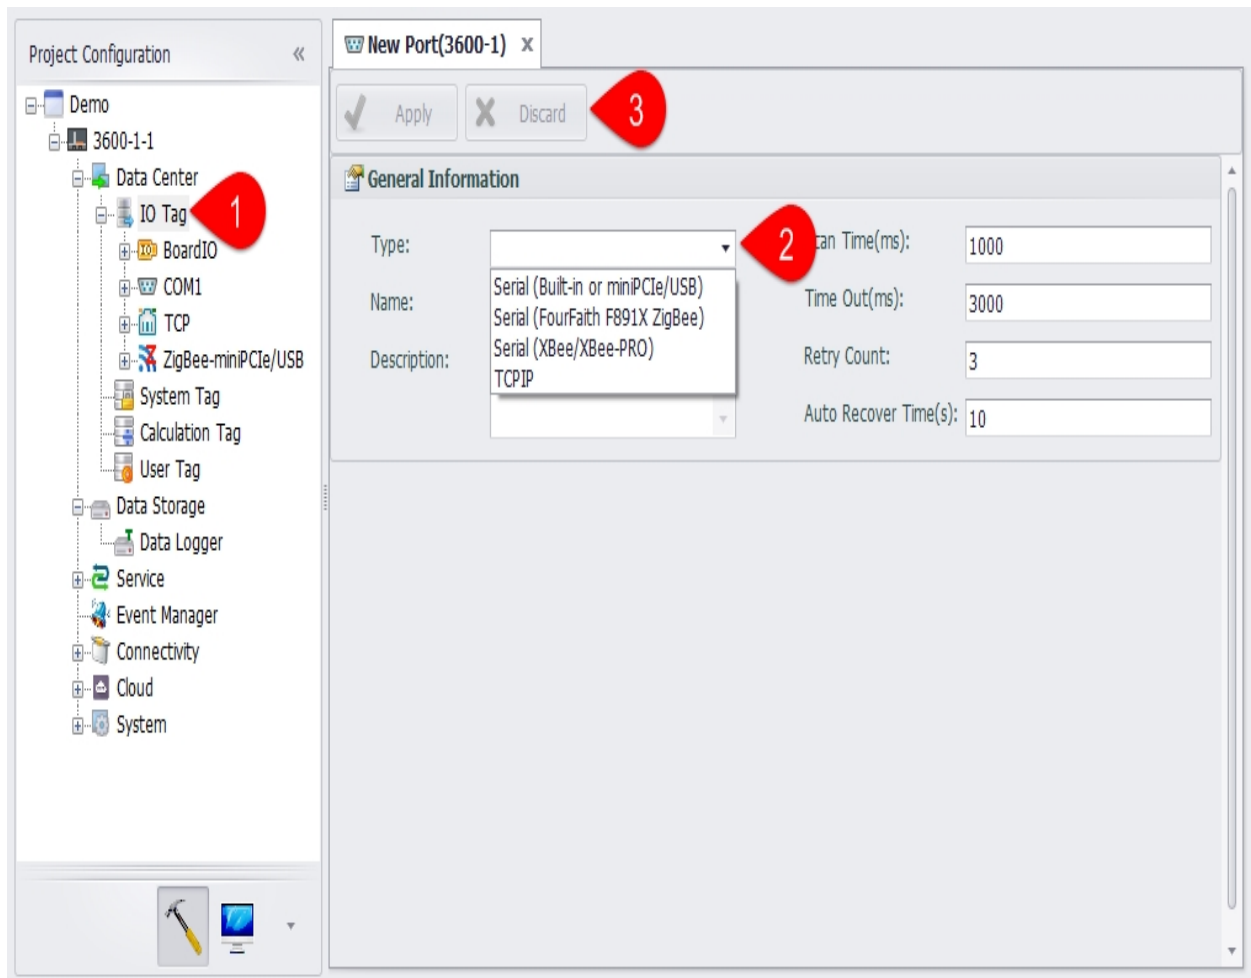 Project Configuration «
Demo
3600-1-1
Data Center
IO Tag
1
BoardIO
COM1
TCP
ZigBee-miniPCIe/USB
System Tag
Calculation Tag
User Tag
Data Storage
Data Logger
Service
Event Manager
Connectivity
Cloud
System
New Port(3600-1) x
Apply Discard 3
General Information
Type: 2
Serial (Built-in or miniPCIe/USB)
Serial (FourFaith F891X ZigBee)
Serial (XBee/XBee-PRO)
TCPIP
Name:
Description:
Time(ms): 1000
Time Out(ms): 3000
Retry Count: 3
Auto Recover Time(s): 10